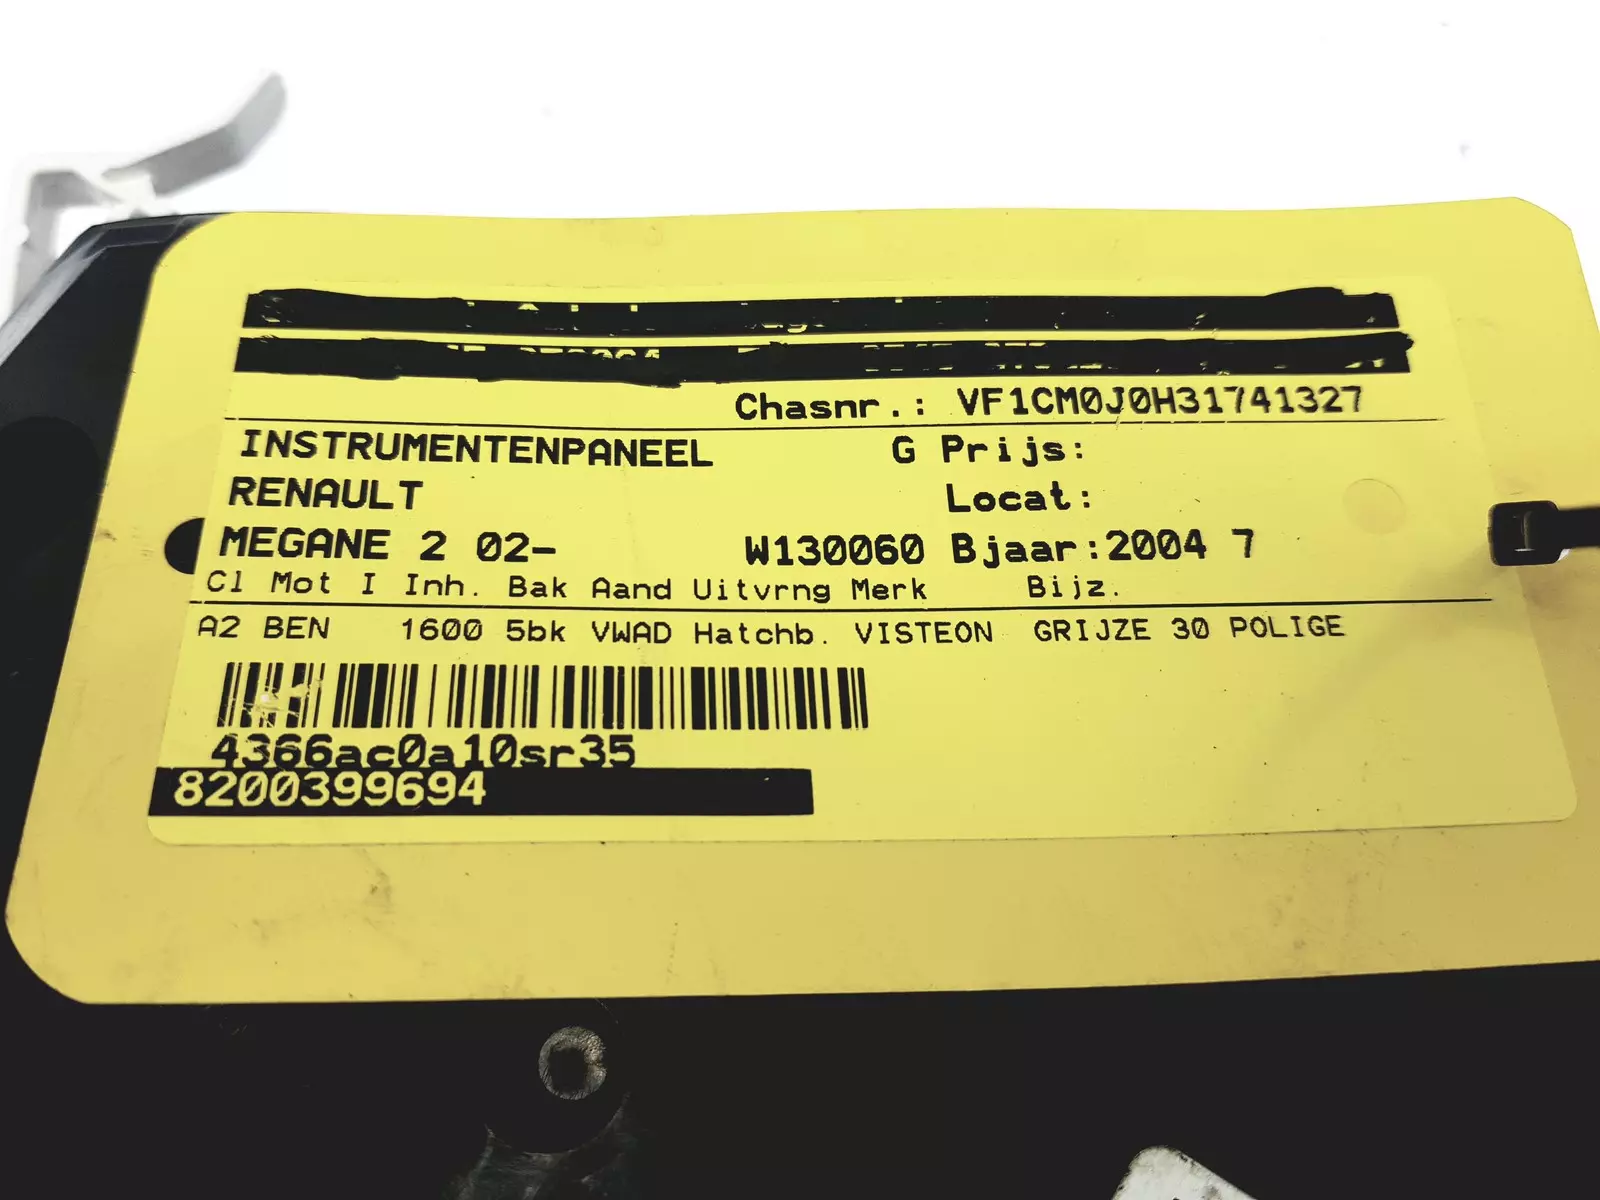 Chasnr.: VF1CM0J0H31741327
INSTRUMENTENPANEEL G Prijs:
RENAULT Locat:
MEGANE 2 02- W130060 Bjaar:2004 7
Cl Mot I Inh. Bak Aand Uitvrng Merk Bijz.
A2 BEN 1600 5bk VWAD Hatchb. VISTEON GRIJZE 30 POLIGE
4366ac0a10sr35
8200399694